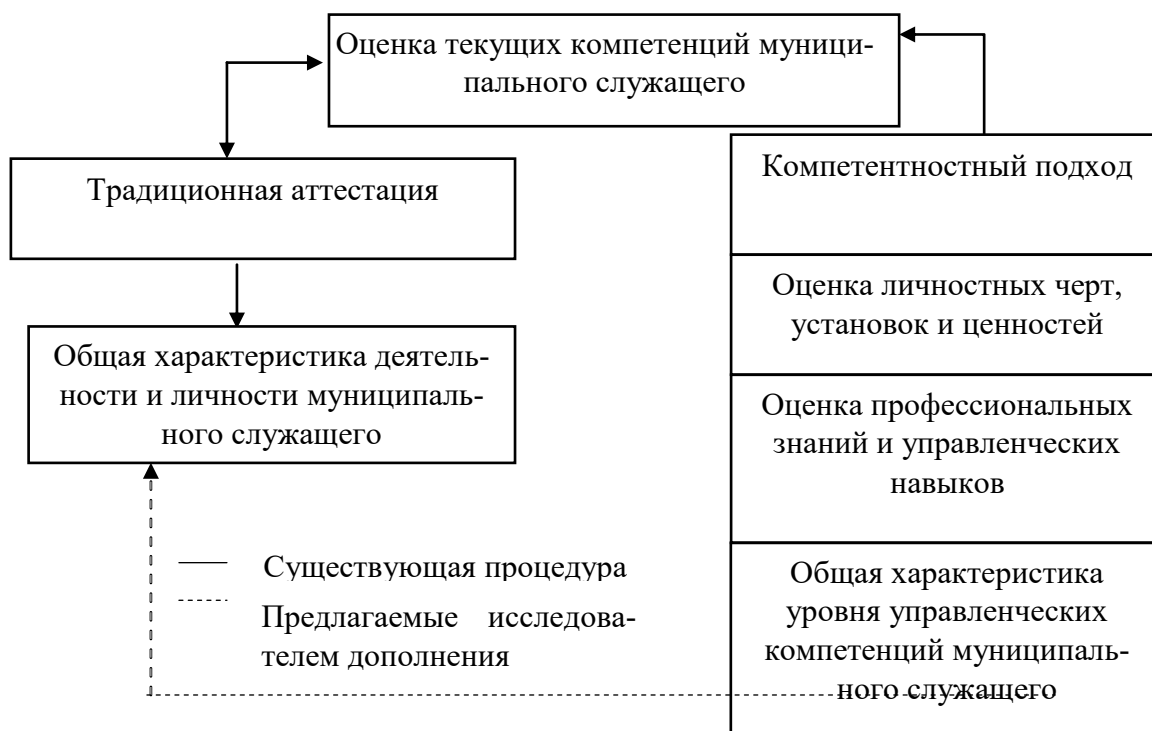 Оценка текущих компетенций муници-
пального служащего
Традиционная аттестация
Общая характеристика деятель-
ности и личности муниципаль-
ного служащего
Компетентностный подход
Оценка личностных черт,
установок и ценностей
Оценка профессиональных
знаний и управленческих
навыков
Общая характеристика
уровня управленческих
компетенций муниципаль-
ного служащего
Существующая процедура
Предлагаемые исследова-
телем дополнения